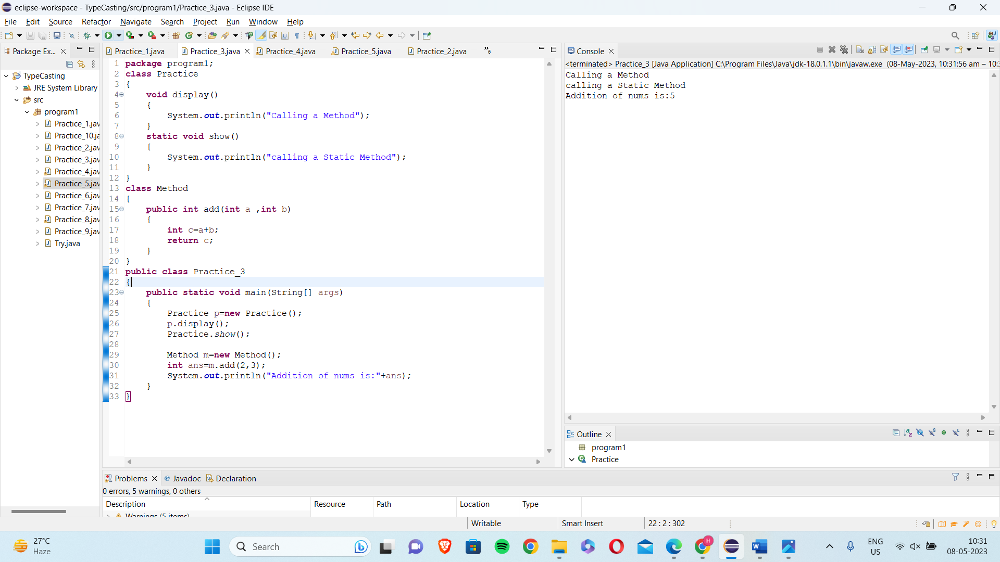 eclipse-workspace - TypeCasting/src/program1/Practice_3.java - Eclipse IDE
File Edit Source Refactor Navigate Search Project Run Window Help
Package Ex...
TypeCasting
JRE System Library
src
program1
Practice_1.jav
Practice_10.ja
Practice_2.jav
Practice_3.jav
Practice_4.jav
Practice_5.jav
Practice_6.jav
Practice_7.jav
Practice_8.jav
Practice_9.jav
Try.java
Practice_1.java Practice_3.java Practice_4.java Practice_5.java Practice_2.java »6
1 package program1;
2 class Practice
3 {
4 void display()
5 {
6 System.out.println("Calling a Method");
7 }
8 static void show()
9 {
10 System.out.println("calling a Static Method");
11 }
12 }
13 class Method
14 {
15 public int add(int a ,int b)
16 {
17 int c=a+b;
18 return c;
19 }
20 }
21 public class Practice_3
22 {
23 public static void main(String[] args)
24 {
25 Practice p=new Practice();
26 p.display();
27 Practice.show();
28
29 Method m=new Method();
30 int ans=m.add(2,3);
31 System.out.println("Addition of nums is:"+ans);
32 }
33 }
Console
<terminated> Practice_3 [Java Application] C:\Program Files\Java\jdk-18.0.1.1\bin\javaw.exe (08-May-2023, 10:31:56 am – 10:3
Calling a Method
calling a Static Method
Addition of nums is:5
Outline
program1
Practice
Problems Javadoc Declaration
0 errors, 5 warnings, 0 others
Description Resource Path Location Type
Warnings (5 items)
Writable Smart Insert 22 : 2 : 302
27°C
Haze
Search
H
ENG
US
10:31
08-05-2023